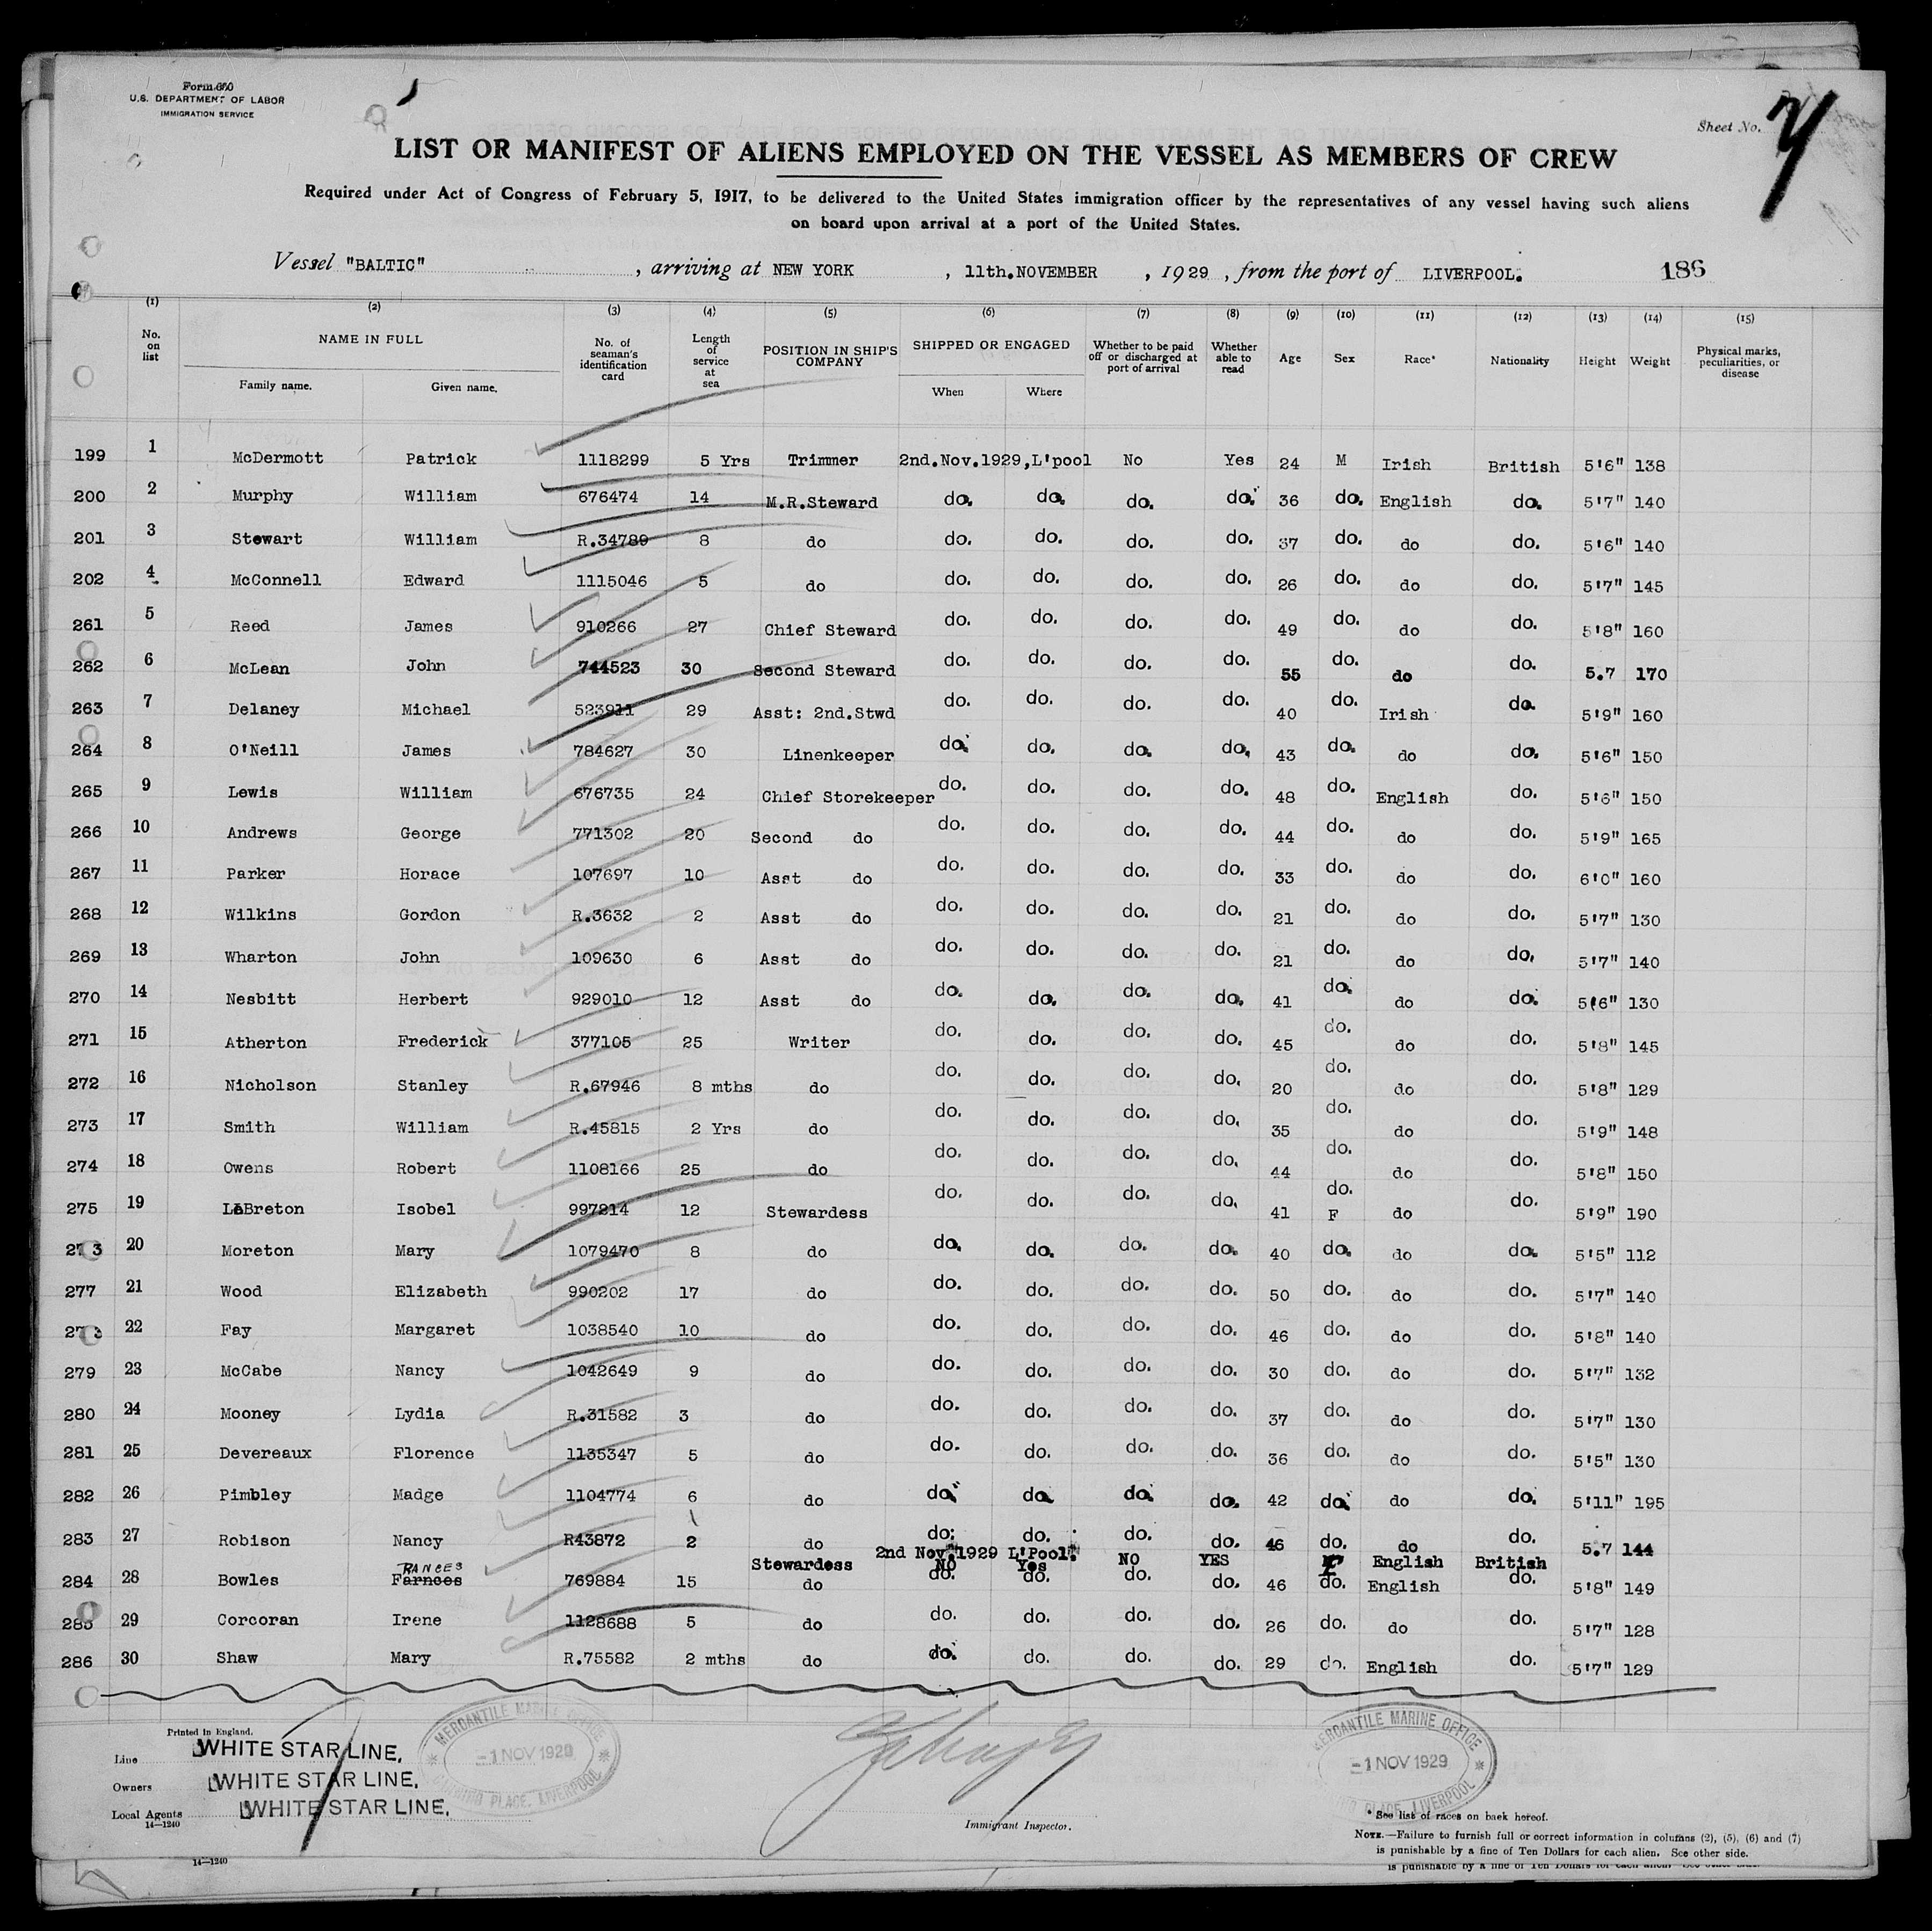 Form 680
U.S. DEPARTMENT OF LABOR
IMMIGRATION SERVICE
Sheet No.
LIST OR MANIFEST OF ALIENS EMPLOYED ON THE VESSEL AS MEMBERS OF CREW
Required under Act of Congress of February 5, 1917, to be delivered to the United States immigration officer by the representatives of any vessel having such aliens
on board upon arrival at a port of the United States.
Vessel "BALTIC" , arriving at NEW YORK , 11th.NOVEMBER , 1929 , from the port of LIVERPOOL. 186
(1) (2) (3) (4) (5) (6) (7) (8) (9) (10) (11) (12) (13) (14) (15)
No. on list NAME IN FULL Family name. Given name. No. of seaman's identification card Length of service at sea POSITION IN SHIP'S COMPANY SHIPPED OR ENGAGED When Where Whether to be paid off or discharged at port of arrival Whether able to read Age Sex Race* Nationality Height Weight Physical marks, peculiarities, or disease
199 1 McDermott Patrick 1118299 5 Yrs Trimmer 2nd.Nov.1929,L'pool No Yes 24 M Irish British 5'6" 138
200 2 Murphy William 676474 14 M.R.Steward do. do. do. do. 36 do. English do. 5'7" 140
201 3 Stewart William R.34789 8 do do. do. do. do. 37 do. do do. 5'6" 140
202 4 McConnell Edward 1115046 5 do do. do. do. do. 26 do. do do. 5'7" 145
261 5 Reed James 910266 27 Chief Steward do. do. do. do. 49 do. do do. 5'8" 160
262 6 McLean John 744523 30 Second Steward do. do. do. do. 55 do. do do. 5.7 170
263 7 Delaney Michael 523911 29 Asst: 2nd.Stwd do. do. do. do. 40 do. Irish do. 5'9" 160
264 8 O'Neill James 784627 30 Linenkeeper do. do. do. do. 43 do. do do. 5'6" 150
265 9 Lewis William 676735 24 Chief Storekeeper do. do. do. do. 48 do. English do. 5'6" 150
266 10 Andrews George 771302 20 Second do do. do. do. do. 44 do. do do. 5'9" 165
267 11 Parker Horace 107697 10 Asst do do. do. do. do. 33 do. do do. 6'0" 160
268 12 Wilkins Gordon R.3632 2 Asst do do. do. do. do. 21 do. do do. 5'7" 130
269 13 Wharton John 109630 6 Asst do do. do. do. do. 21 do. do do. 5'7" 140
270 14 Nesbitt Herbert 929010 12 Asst do do. do. do. do. 41 do. do do. 5'6" 130
271 15 Atherton Frederick 377105 25 Writer do. do. do. do. 45 do. do do. 5'8" 145
272 16 Nicholson Stanley R.67946 8 mths do do. do. do. do. 20 do. do do. 5'8" 129
273 17 Smith William R.45815 2 Yrs do do. do. do. do. 35 do. do do. 5'9" 148
274 18 Owens Robert 1108166 25 do do. do. do. do. 44 do. do do. 5'8" 150
275 19 LeBreton Isobel 997214 12 Stewardess do. do. do. do. 41 do. F do do. 5'9" 190
20 Moreton Mary 1079470 8 do do. do. do. do. 40 do. do do. 5'5" 112
277 21 Wood Elizabeth 990202 17 do do. do. do. do. 50 do. do do. 5'7" 140
22 Fay Margaret 1038540 10 do do. do. do. do. 46 do. do do. 5'8" 140
279 23 McCabe Nancy 1042649 9 do do. do. do. do. 30 do. do do. 5'7" 132
280 24 Mooney Lydia R.31582 3 do do. do. do. do. 37 do. do do. 5'7" 130
281 25 Devereaux Florence 1135347 5 do do. do. do. do. 36 do. do do. 5'5" 130
282 26 Pimbley Madge 1104774 6 do do. do. do. do. 42 do. do do. 5'11" 195
283 27 Robison Nancy R43872 2 do do. do. do. do. 46 do. do do. 5.7 144
Stewardess 2nd Nov.1929 L'Pool. NO Yes NO YES F English British
RANCES
284 28 Bowles Farnces 769884 15 do do. do. do. do. 46 do. English do. 5'8" 149
285 29 Corcoran Irene 1128688 5 do do. do. do. do. 26 do. do do. 5'7" 128
286 30 Shaw Mary R.75582 2 mths do do. do. do. do. 29 do. English do. 5'7" 129
Printed in England.
Line WHITE STAR LINE,
Owners WHITE STAR LINE,
Local Agents WHITE STAR LINE,
14—1240
MERCANTILE MARINE OFFICE
-1 NOV 1929
PLACE, LIVERPOOL
Immigrant Inspector.
MERCANTILE MARINE OFFICE
-1 NOV 1929
PLACE, LIVERPOOL
*See list of races on back hereof.
NOTE.—Failure to furnish full or correct information in columns (2), (5), (6) and (7)
is punishable by a fine of Ten Dollars for each alien. See other side.
14—1240
is punishable by a fine of Ten Dollars for each alien. See other side.